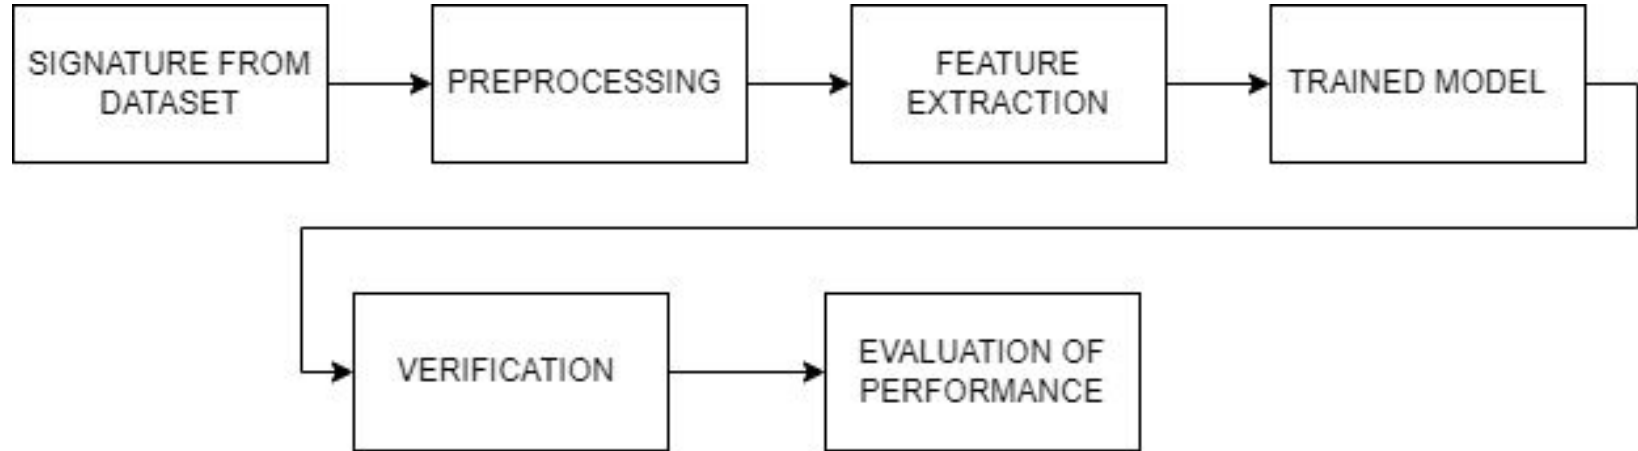 SIGNATURE FROM
DATASET
PREPROCESSING
FEATURE
EXTRACTION
TRAINED MODEL
VERIFICATION
EVALUATION OF
PERFORMANCE